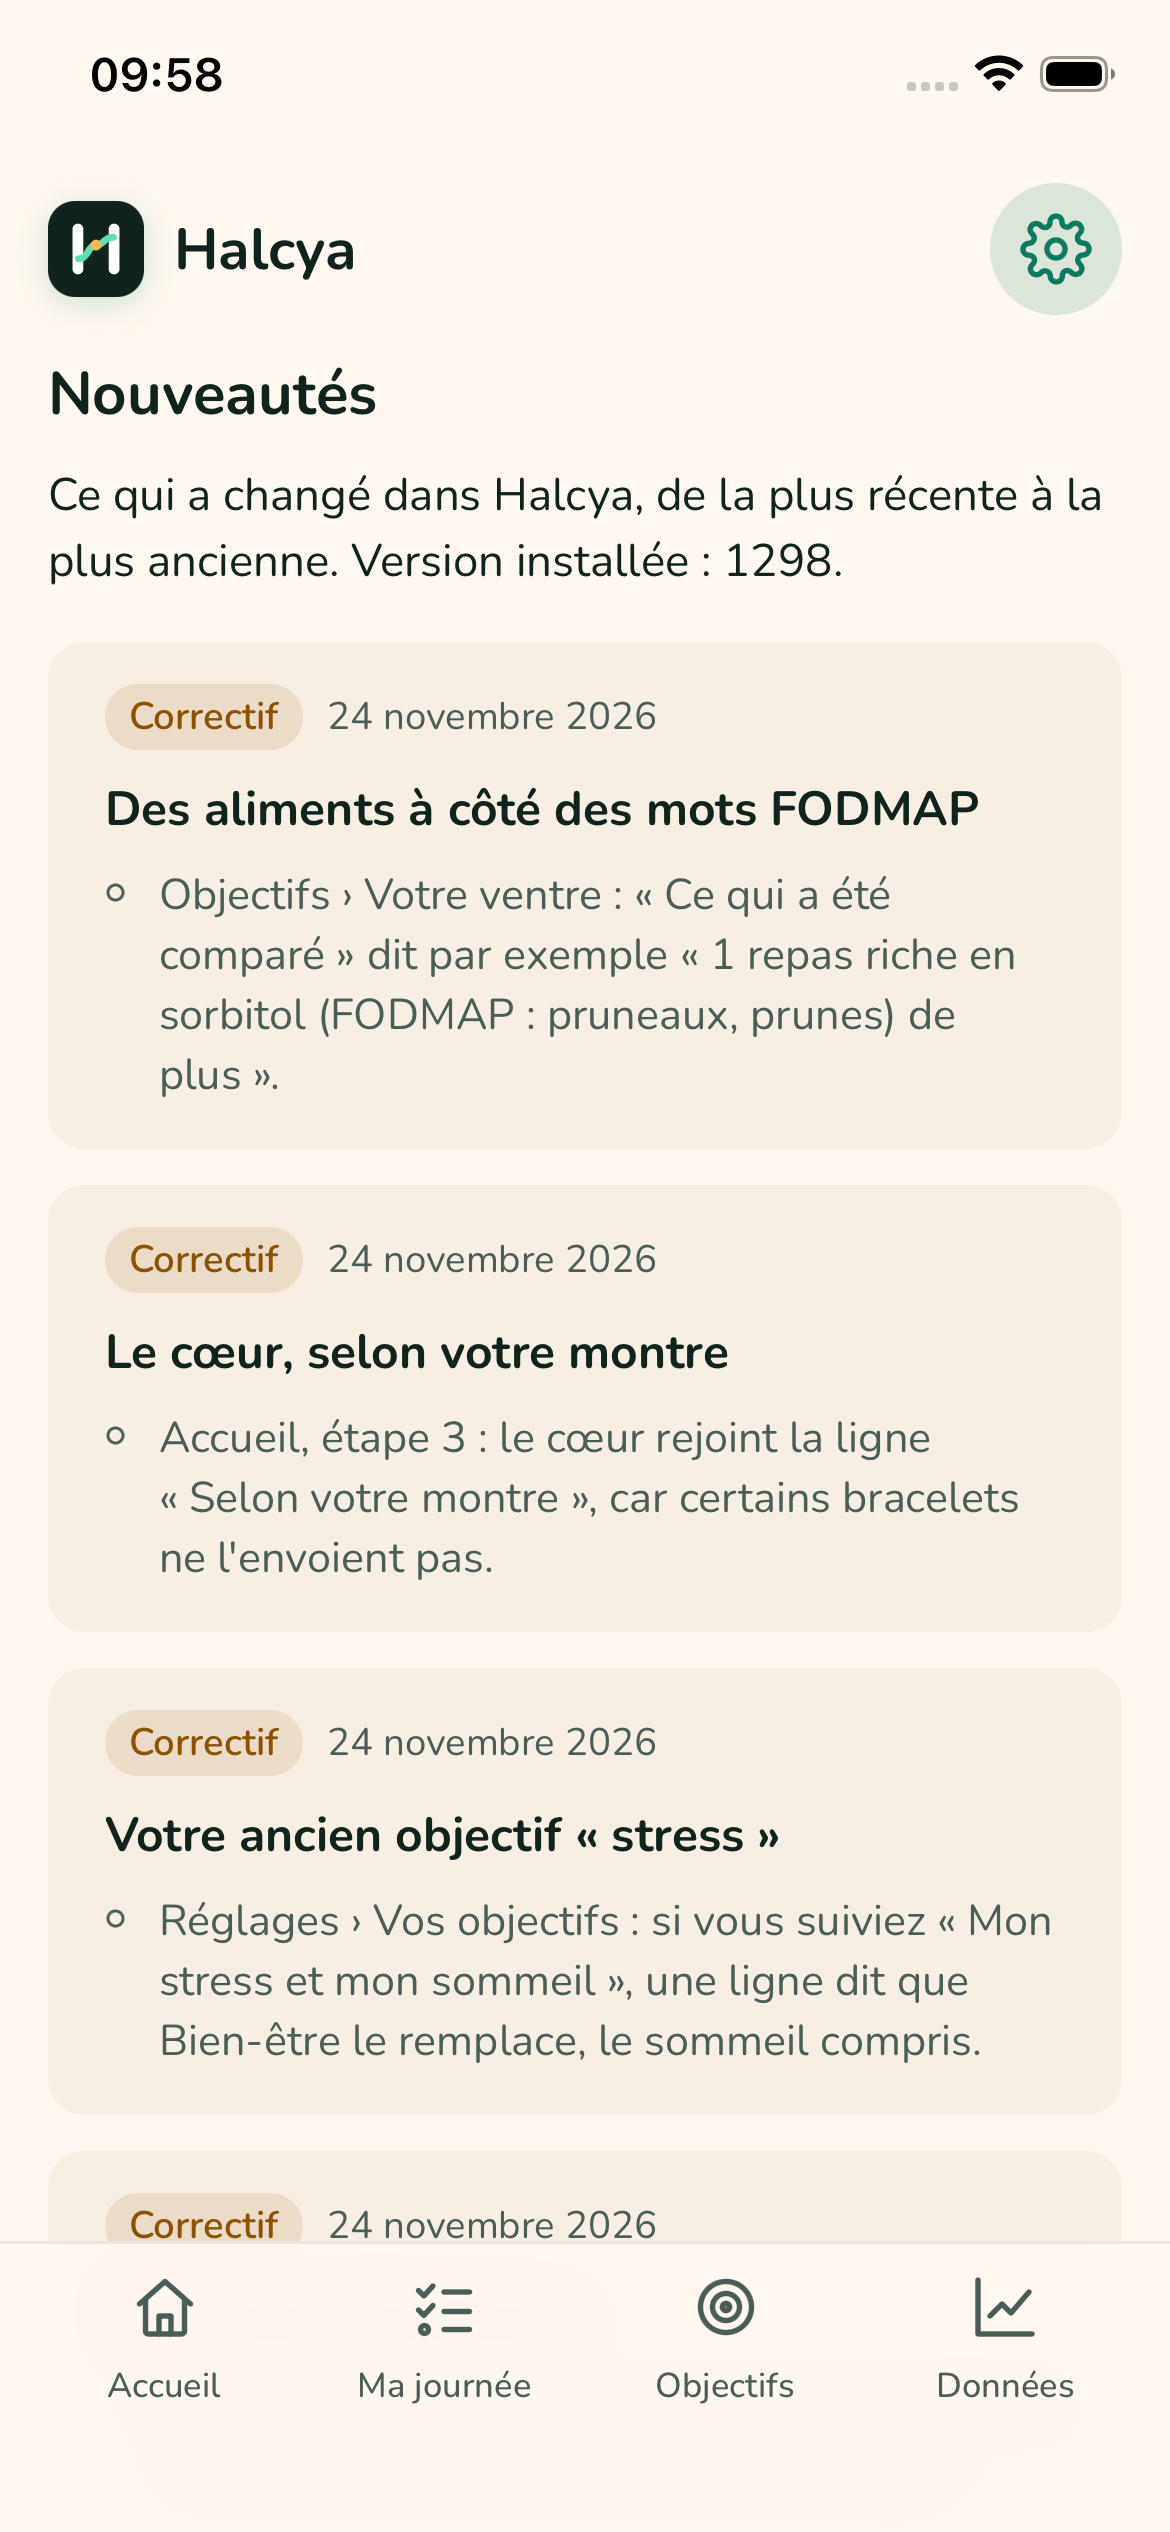 09:58
Halcya
Nouveautés
Ce qui a changé dans Halcya, de la plus récente à la
plus ancienne. Version installée : 1298.
Correctif 24 novembre 2026
Des aliments à côté des mots FODMAP
Objectifs › Votre ventre : « Ce qui a été
comparé » dit par exemple « 1 repas riche en
sorbitol (FODMAP : pruneaux, prunes) de
plus ».
Correctif 24 novembre 2026
Le cœur, selon votre montre
Accueil, étape 3 : le cœur rejoint la ligne
« Selon votre montre », car certains bracelets
ne l'envoient pas.
Correctif 24 novembre 2026
Votre ancien objectif « stress »
Réglages › Vos objectifs : si vous suiviez « Mon
stress et mon sommeil », une ligne dit que
Bien-être le remplace, le sommeil compris.
Correctif 24 novembre 2026
Accueil Ma journée Objectifs Données